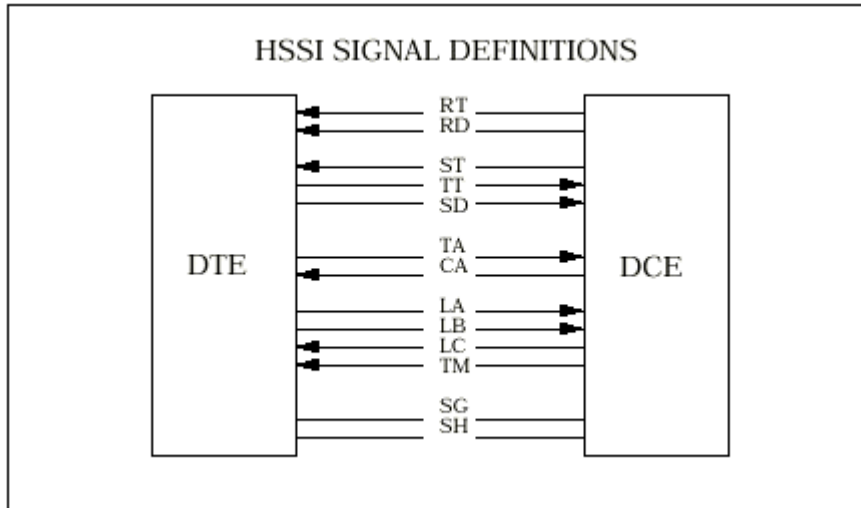 HSSI SIGNAL DEFINITIONS
RT
RD
ST
TT
SD
DTE
TA
CA
DCE
LA
LB
LC
TM
SG
SH